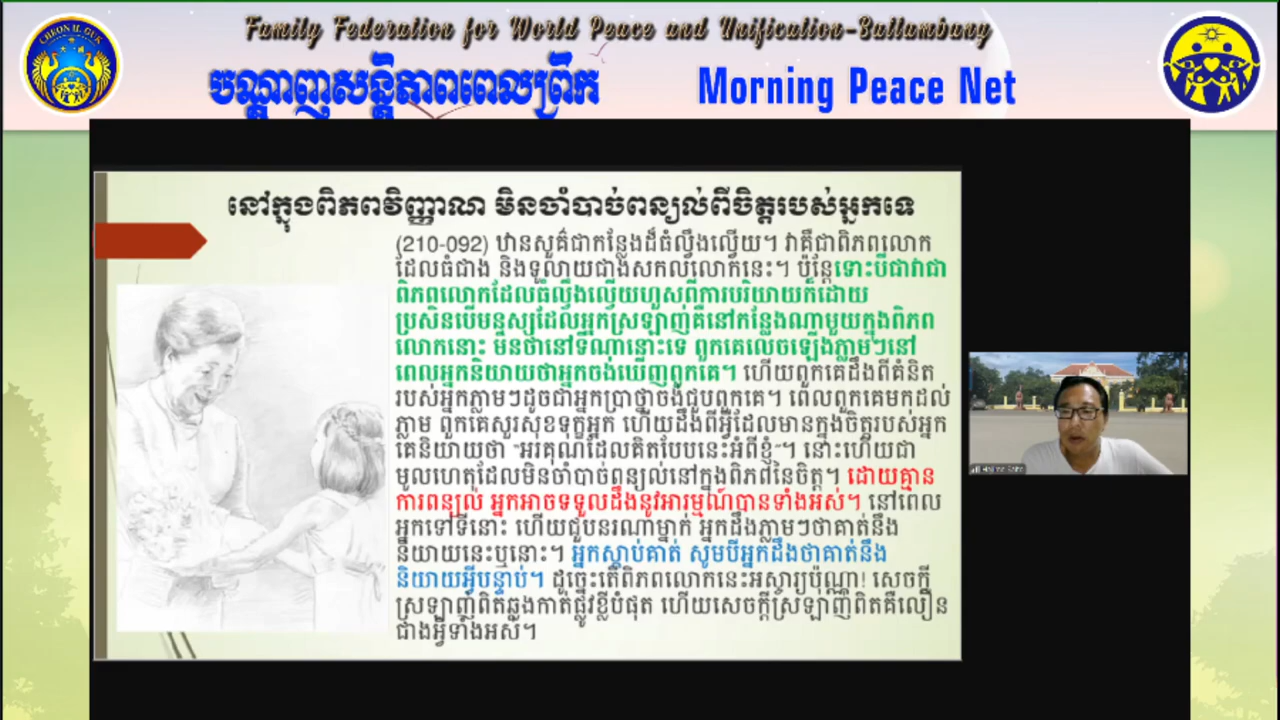 Family Federation for World Peace and Unification-Battambang
បណ្ដាញសន្តិភាពពេលព្រឹក
Morning Peace Net
CHEON IL GUK
នៅក្នុងពិភពវិញ្ញាណ មិនចាំបាច់ពន្យល់ពីចិត្តរបស់អ្នកទេ
(210-092) ឋានសួគ៌ជាកន្លែងដ៏ធំល្វឹងល្វើយ។ វាគឺជាពិភពលោក
ដែលធំជាង និងទូលាយជាងសកលលោកនេះ។ ប៉ុន្តែទោះបីជាវាជា
ពិភពលោកដែលធំល្វឹងល្វើយហួសពីការបរិយាយក៏ដោយ
ប្រសិនបើមនុស្សដែលអ្នកស្រឡាញ់គឺនៅកន្លែងណាមួយក្នុងពិភព
លោកនោះ មិនថានៅទីណានោះទេ ពួកគេលេចឡើងភ្លាមៗនៅ
ពេលអ្នកនិយាយថាអ្នកចង់ឃើញពួកគេ។ ហើយពួកគេដឹងពីគំនិត
របស់អ្នកភ្លាមៗដូចជាអ្នកប្រាថ្នាចង់ជួបពួកគេ។ ពេលពួកគេមកដល់
ភ្លាម ពួកគេសួរសុខទុក្ខអ្នក ហើយដឹងពីអ្វីដែលមានក្នុងចិត្តរបស់អ្នក
គេនិយាយថា "អរគុណដែលគិតបែបនេះអំពីខ្ញុំ"។ នោះហើយជា
មូលហេតុដែលមិនចាំបាច់ពន្យល់នៅក្នុងពិភពនៃចិត្ត។ ដោយគ្មាន
ការពន្យល់ អ្នកអាចទទួលដឹងនូវអារម្មណ៍បានទាំងអស់។ នៅពេល
អ្នកទៅទីនោះ ហើយជួបនរណាម្នាក់ អ្នកដឹងភ្លាមៗថាគាត់នឹង
និយាយនេះឬនោះ។ អ្នកស្តាប់គាត់ សូមបីអ្នកដឹងថាគាត់នឹង
និយាយអ្វីបន្ទាប់។ ដូច្នេះតើពិភពលោកនេះអស្ចារ្យប៉ុណ្ណា! សេចក្តី
ស្រឡាញ់ពិតឆ្លងកាត់ផ្លូវខ្លីបំផុត ហើយសេចក្តីស្រឡាញ់ពិតគឺលឿន
ជាងអ្វីទាំងអស់។